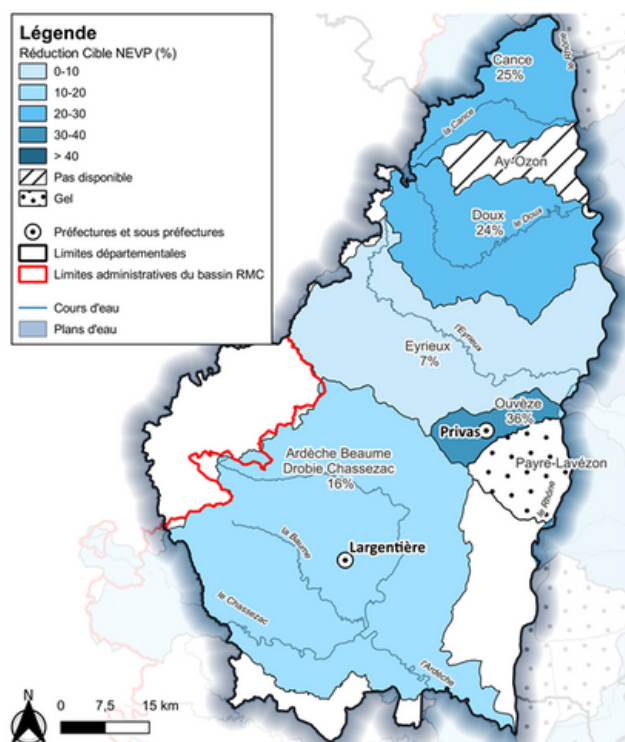 Légende
Réduction Cible NEVP (%)
0-10
10-20
20-30
30-40
> 40
Pas disponible
Gel
Préfectures et sous préfectures
Limites départementales
Limites administratives du bassin RMC
Cours d'eau
Plans d'eau
Cance
25%
le Rhône
la Cance
Ay-Ozon
Doux
24%
le Doux
l'Eyrieux
Eyrieux
7%
Ouvèze
36%
Privas
Ardèche Beaume
Drobie Chassezac
16%
Payre-Lavézon
le Rhône
la Baume
Largentière
le Chassezac
l'Ardèche
N
0 7,5 15 km